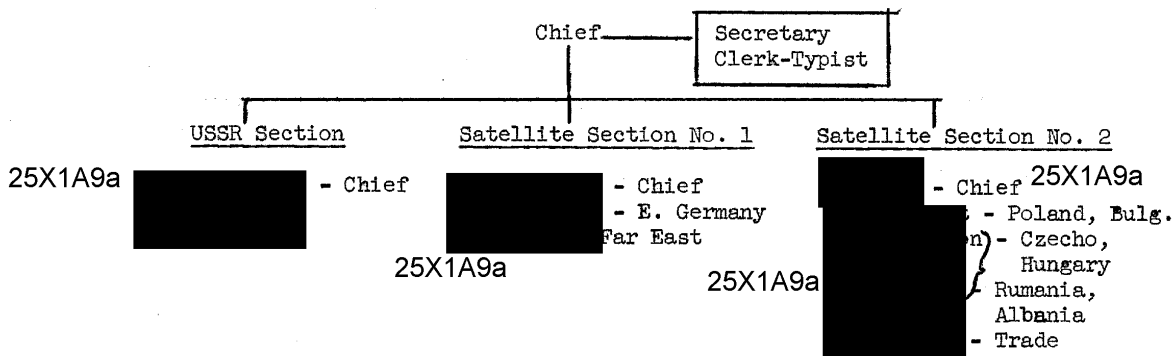 Chief
Secretary
Clerk-Typist
USSR Section
25X1A9a
- Chief
Satellite Section No. 1
- Chief
- E. Germany
Far East
25X1A9a
Satellite Section No. 2
- Chief 25X1A9a
- Poland, Bulg.
- Czecho,
Hungary
25X1A9a
- Rumania,
Albania
- Trade